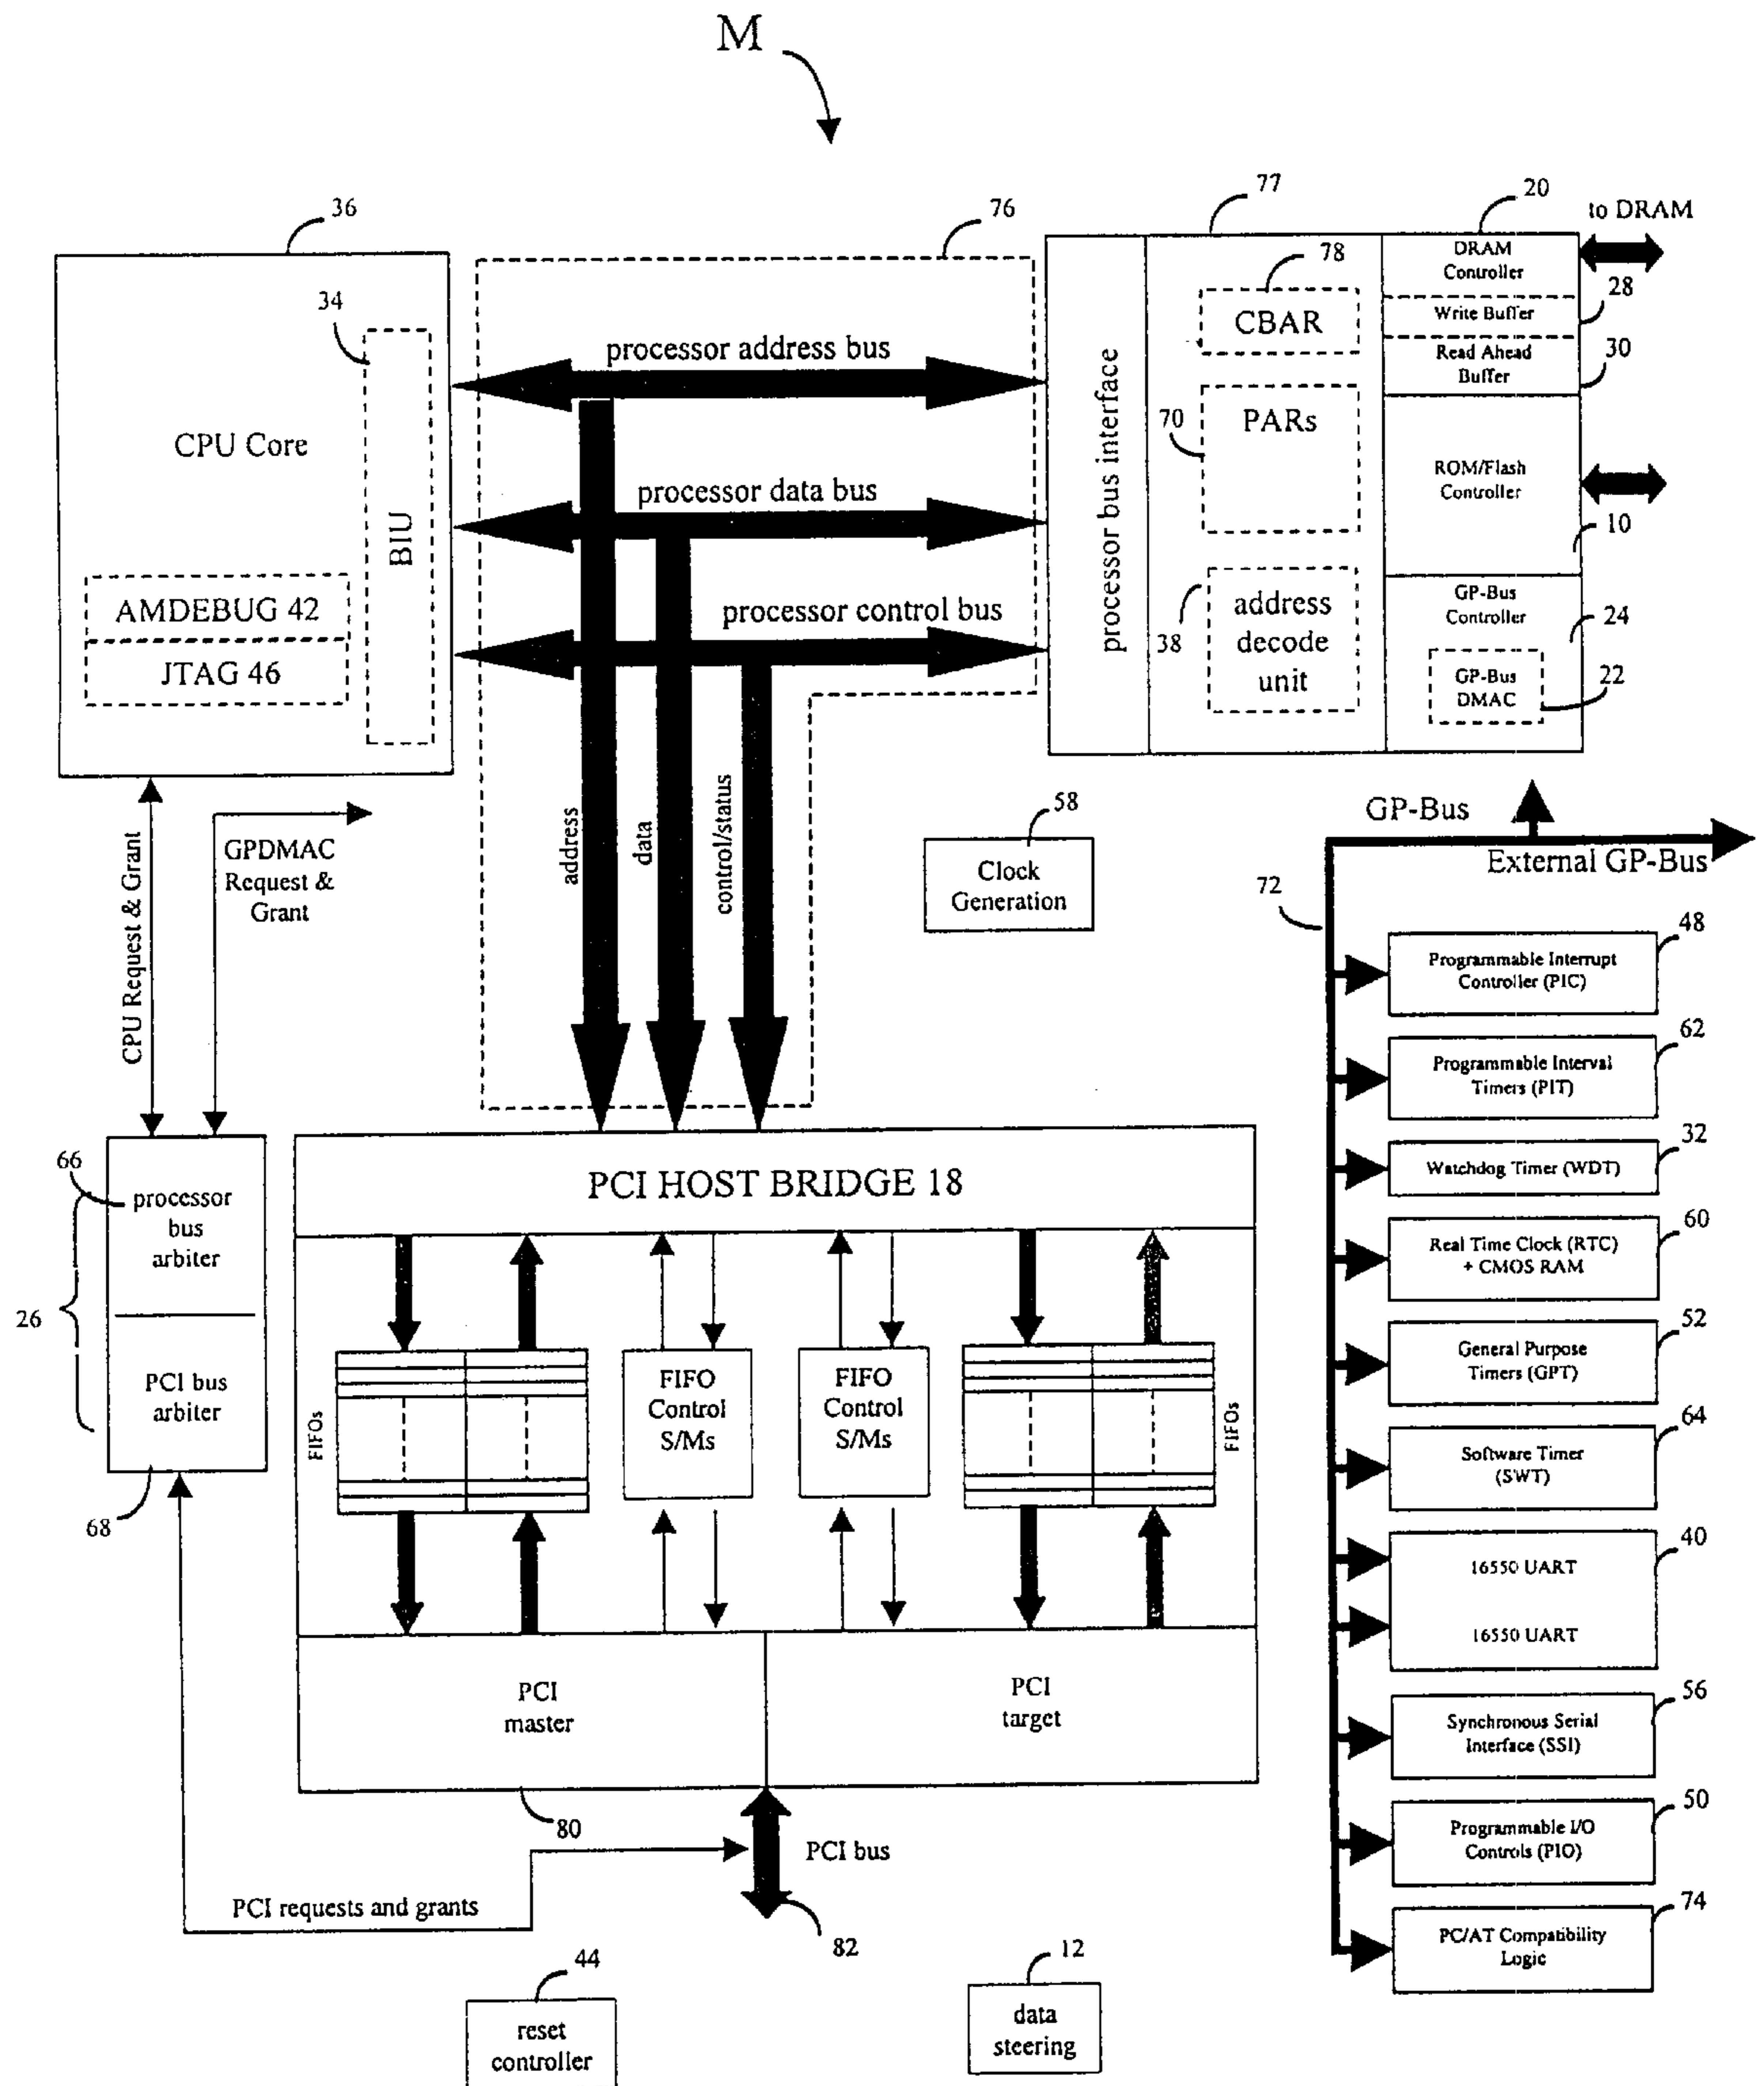 M
36
76
77
20
to DRAM
34
CPU Core
BIU
AMDEBUG 42
JTAG 46
processor address bus
processor data bus
processor control bus
address
data
control/status
processor bus interface
78
CBAR
70
PARs
38
address
decode
unit
DRAM
Controller
28
Write Buffer
Read Ahead
Buffer
30
ROM/Flash
Controller
10
GP-Bus
Controller
24
GP-Bus
DMAC
22
CPU Request & Grant
GPDMAC
Request &
Grant
58
Clock
Generation
GP-Bus
External GP-Bus
72
48
Programmable Interrupt
Controller (PIC)
62
Programmable Interval
Timers (PIT)
32
Watchdog Timer (WDT)
60
Real Time Clock (RTC)
+ CMOS RAM
52
General Purpose
Timers (GPT)
64
Software Timer
(SWT)
40
16550 UART
16550 UART
56
Synchronous Serial
Interface (SSI)
50
Programmable I/O
Controls (PIO)
74
PC/AT Compatibility
Logic
66
processor
bus
arbiter
26
PCI bus
arbiter
68
PCI HOST BRIDGE 18
FIFOs
FIFO
Control
S/Ms
FIFO
Control
S/Ms
FIFOs
PCI
master
PCI
target
80
PCI bus
PCI requests and grants
82
44
reset
controller
12
data
steering